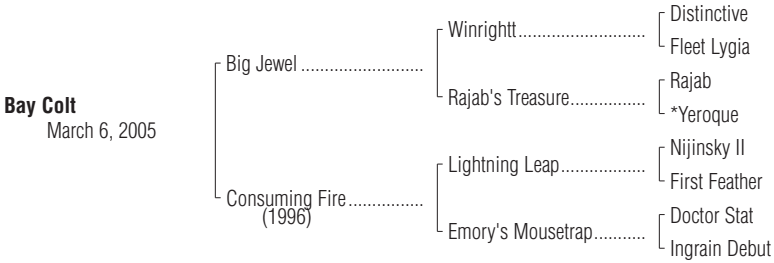 Distinctive
Winrightt..........................
Fleet Lygia
Big Jewel .........................
Rajab
Rajab's Treasure................
*Yeroque
Bay Colt
March 6, 2005
Nijinsky II
Lightning Leap..................
First Feather
Consuming Fire................
(1996)
Doctor Stat
Emory's Mousetrap...........
Ingrain Debut